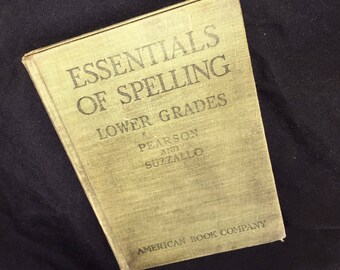 ESSENTIALS
OF SPELLING
LOWER GRADES
PEARSON
AND
SUZZALLO
AMERICAN BOOK COMPANY